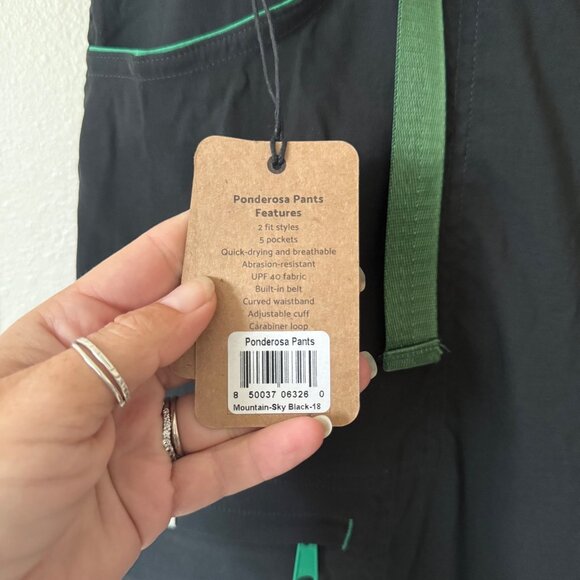 Ponderosa Pants
Features
2 fit styles
5 pockets
Quick-drying and breathable
Abrasion-resistant
UPF 40 fabric
Built-in belt
Curved waistband
Adjustable cuff
Carabiner loop
Ponderosa Pants
8 50037 06326 0
Mountain-Sky Black-18